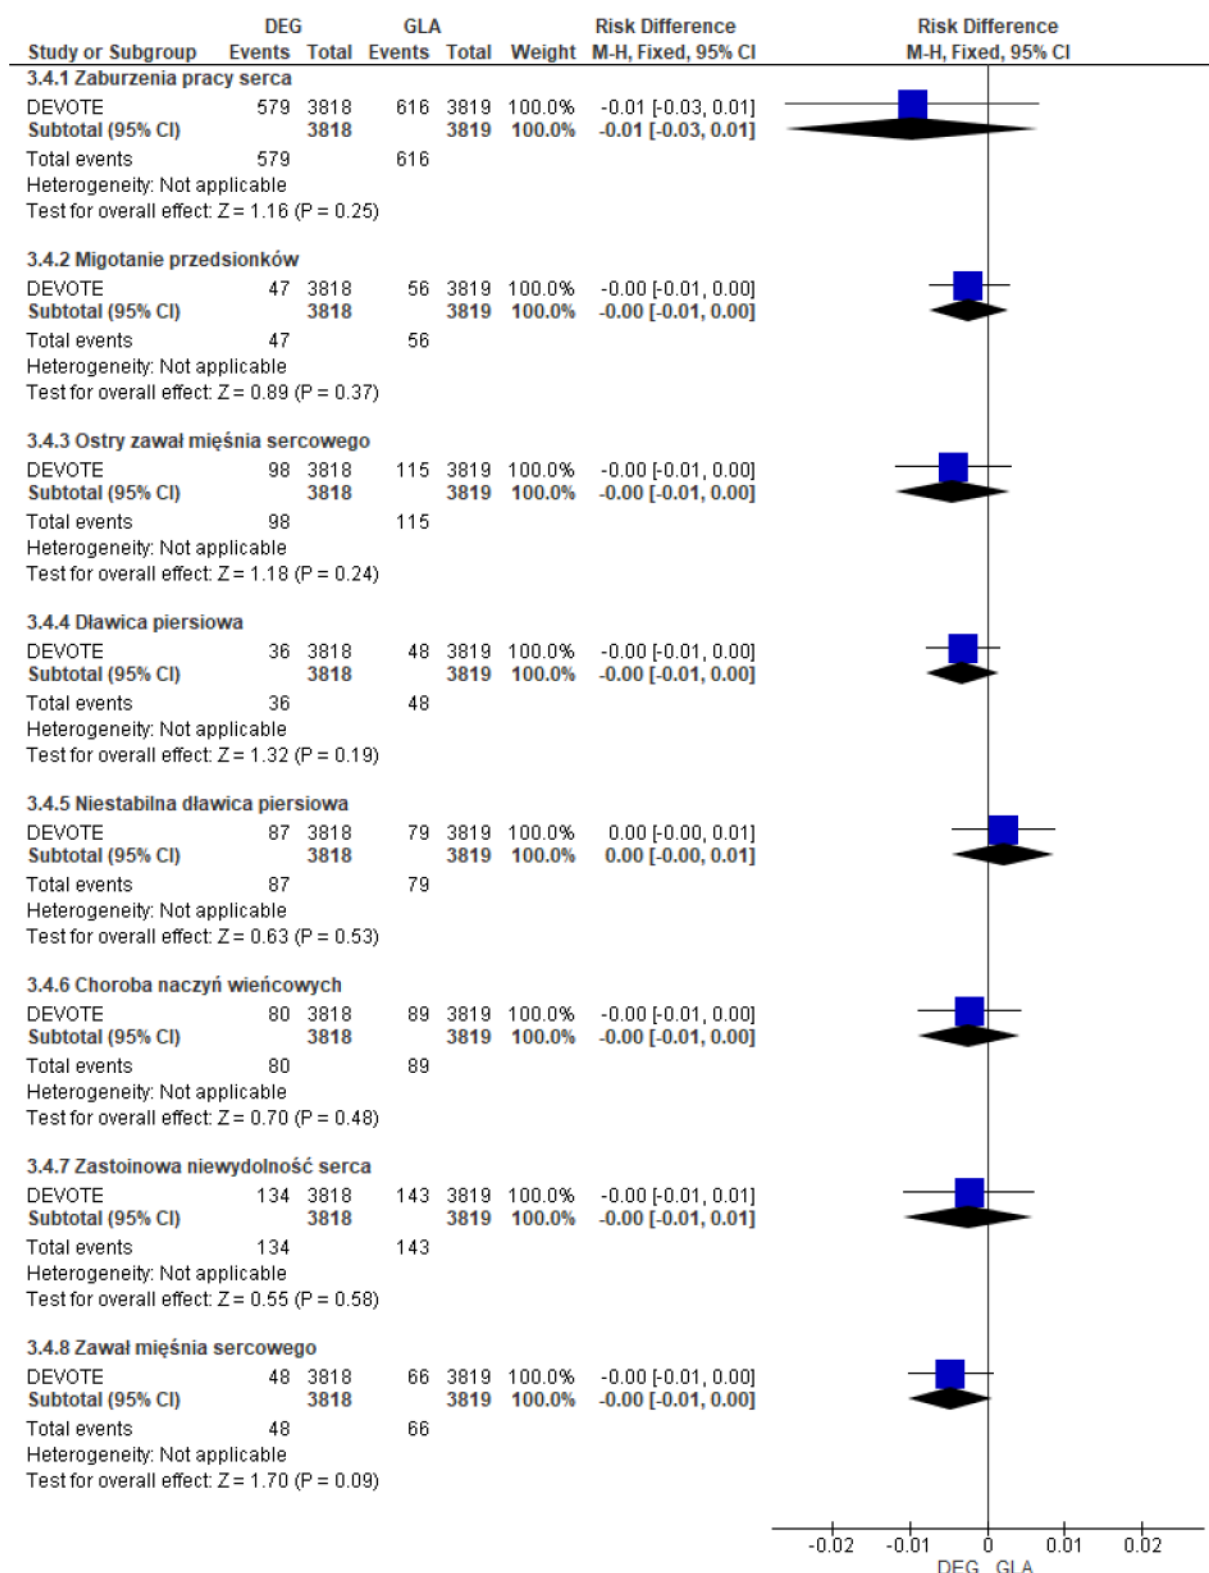 DEG GLA Risk Difference Risk Difference
Study or Subgroup Events Total Events Total Weight M-H, Fixed, 95% CI M-H, Fixed, 95% CI
3.4.1 Zaburzenia pracy serca
DEVOTE 579 3818 616 3819 100.0% -0.01 [-0.03, 0.01]
Subtotal (95% CI) 3818 3819 100.0% -0.01 [-0.03, 0.01]
Total events 579 616
Heterogeneity: Not applicable
Test for overall effect: Z = 1.16 (P = 0.25)
3.4.2 Migotanie przedsionków
DEVOTE 47 3818 56 3819 100.0% -0.00 [-0.01, 0.00]
Subtotal (95% CI) 3818 3819 100.0% -0.00 [-0.01, 0.00]
Total events 47 56
Heterogeneity: Not applicable
Test for overall effect: Z = 0.89 (P = 0.37)
3.4.3 Ostry zawał mięśnia sercowego
DEVOTE 98 3818 115 3819 100.0% -0.00 [-0.01, 0.00]
Subtotal (95% CI) 3818 3819 100.0% -0.00 [-0.01, 0.00]
Total events 98 115
Heterogeneity: Not applicable
Test for overall effect: Z = 1.18 (P = 0.24)
3.4.4 Dławica piersiowa
DEVOTE 36 3818 48 3819 100.0% -0.00 [-0.01, 0.00]
Subtotal (95% CI) 3818 3819 100.0% -0.00 [-0.01, 0.00]
Total events 36 48
Heterogeneity: Not applicable
Test for overall effect: Z = 1.32 (P = 0.19)
3.4.5 Niestabilna dławica piersiowa
DEVOTE 87 3818 79 3819 100.0% 0.00 [-0.00, 0.01]
Subtotal (95% CI) 3818 3819 100.0% 0.00 [-0.00, 0.01]
Total events 87 79
Heterogeneity: Not applicable
Test for overall effect: Z = 0.63 (P = 0.53)
3.4.6 Choroba naczyń wieńcowych
DEVOTE 80 3818 89 3819 100.0% -0.00 [-0.01, 0.00]
Subtotal (95% CI) 3818 3819 100.0% -0.00 [-0.01, 0.00]
Total events 80 89
Heterogeneity: Not applicable
Test for overall effect: Z = 0.70 (P = 0.48)
3.4.7 Zastoinowa niewydolność serca
DEVOTE 134 3818 143 3819 100.0% -0.00 [-0.01, 0.01]
Subtotal (95% CI) 3818 3819 100.0% -0.00 [-0.01, 0.01]
Total events 134 143
Heterogeneity: Not applicable
Test for overall effect: Z = 0.55 (P = 0.58)
3.4.8 Zawał mięśnia sercowego
DEVOTE 48 3818 66 3819 100.0% -0.00 [-0.01, 0.00]
Subtotal (95% CI) 3818 3819 100.0% -0.00 [-0.01, 0.00]
Total events 48 66
Heterogeneity: Not applicable
Test for overall effect: Z = 1.70 (P = 0.09)
-0.02 -0.01 0 0.01 0.02
DEG GLA